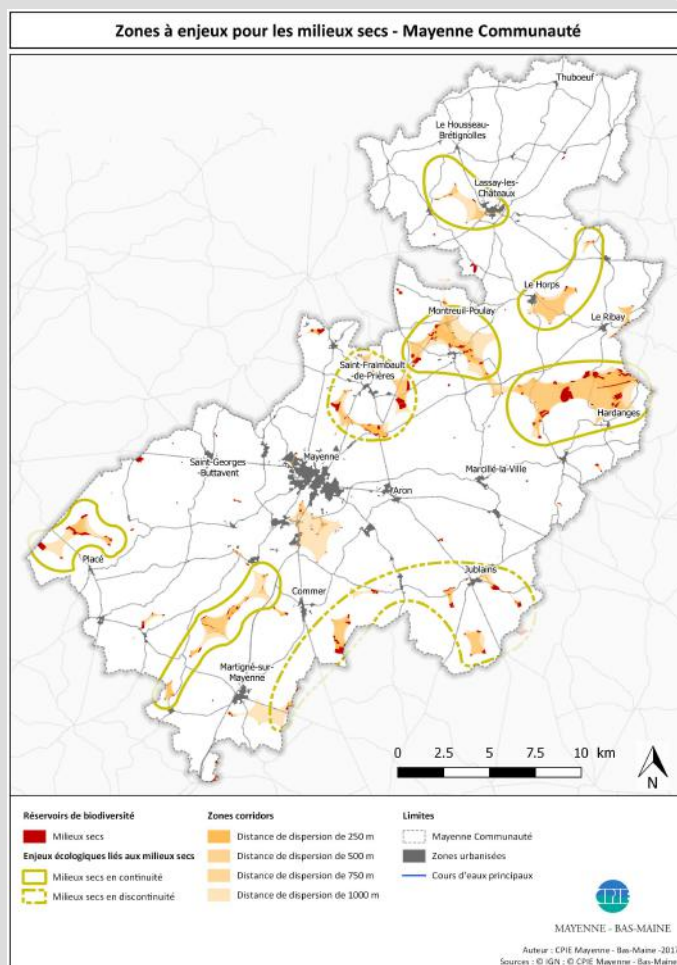 Zones à enjeux pour les milieux secs - Mayenne Communauté
Thuboeuf
Le Housseau-
Brétignolles
Lassay-les-
Châteaux
Le Horps
Montreuil-Poulay
Le Ribay
Saint-Fraimbault
-de-Prières
Hardanges
Mayenne
Saint-Georges-
Buttavent
Marcillé-la-Ville
Aron
Placé
Jublains
Commer
Martigné-sur-
Mayenne
0 2.5 5 7.5 10 km
N
Réservoirs de biodiversité
Milieux secs
Enjeux écologiques liés aux milieux secs
Milieux secs en continuité
Milieux secs en discontinuité
Zones corridors
Distance de dispersion de 250 m
Distance de dispersion de 500 m
Distance de dispersion de 750 m
Distance de dispersion de 1000 m
Limites
Mayenne Communauté
Zones urbanisées
Cours d'eaux principaux
CPIE
MAYENNE - BAS-MAINE
Auteur : CPIE Mayenne - Bas-Maine -2017
Sources : © IGN ; © CPIE Mayenne - Bas-Maine